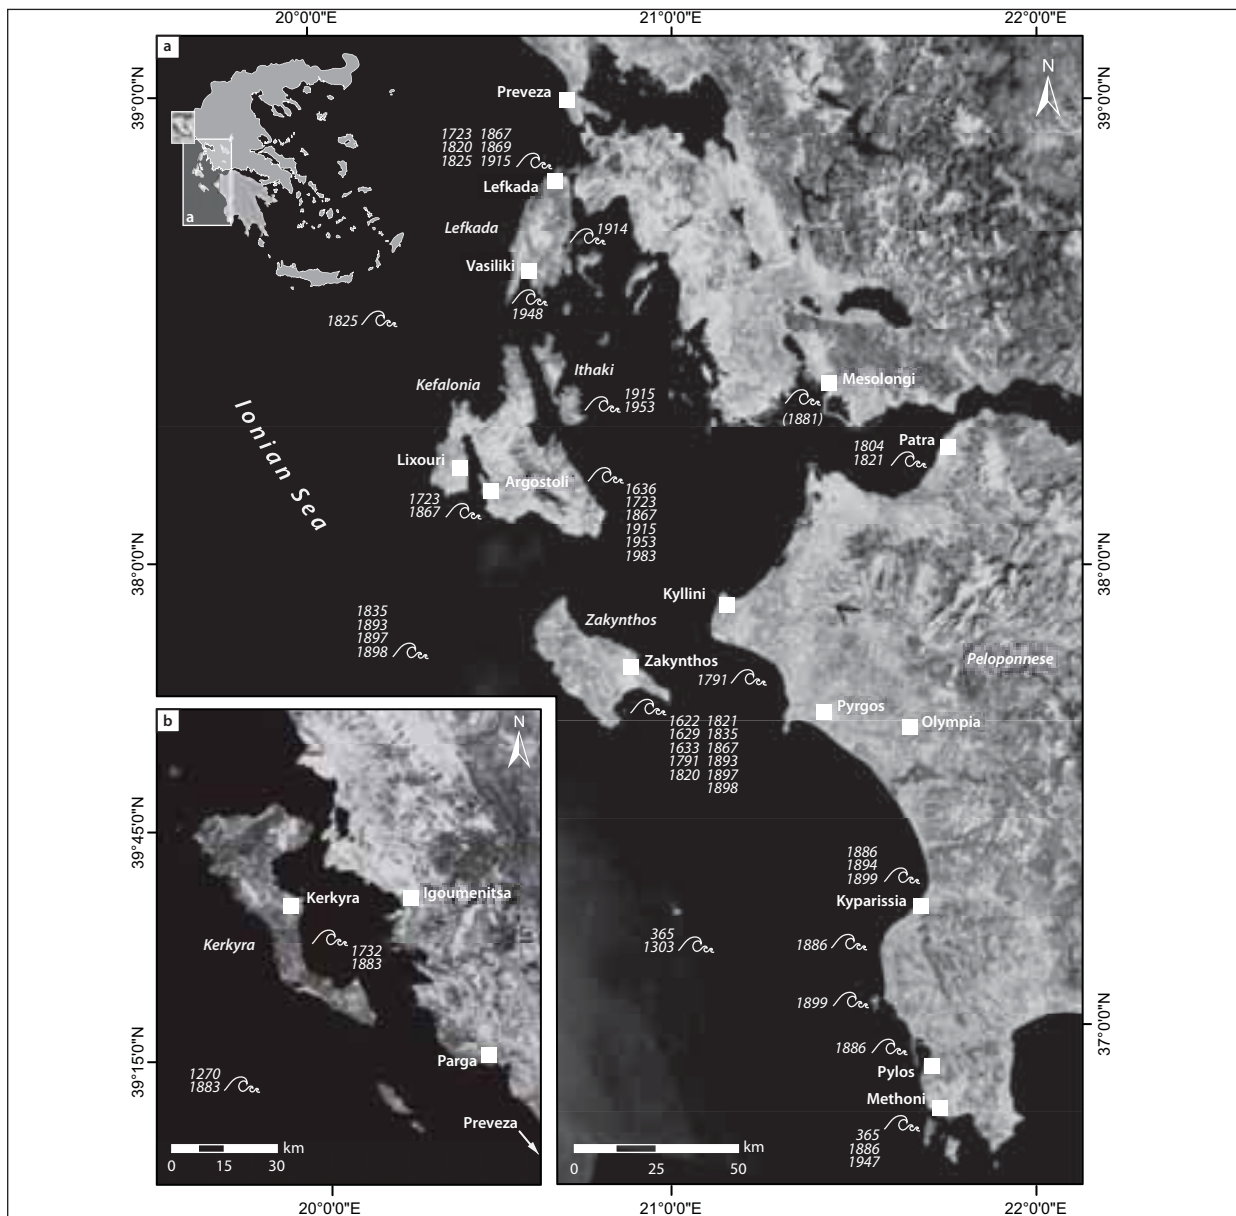 20°0'0"E 21°0'0"E 22°0'0"E
a
N
39°0'0"N
39°0'0"N
Preveza
1723 1867
1820 1869
1825 1915
Lefkada
a
Lefkada
1914
Vasiliki
1948
1825
Kefalonia
Ithaki
1915
1953
Mesolongi
(1881)
Ionian Sea
Patra
1804
1821
Lixouri
Argostoli
1723
1867
1636
1723
1867
1915
1953
1983
38°0'0"N
38°0'0"N
Kyllini
1835
1893
1897
1898
Zakynthos
Zakynthos
Peloponnese
1791
Pyrgos
Olympia
1622 1821
1629 1835
1633 1867
1791 1893
1820 1897
1898
1886
1894
1899
Kyparissia
365
1303
1886
1899
37°0'0"N
1886
Pylos
Methoni
365
1886
1947
km
0 25 50
b
N
39°45'0"N
Kerkyra
Igoumenitsa
Kerkyra
1732
1883
39°15'0"N
Parga
1270
1883
Preveza
km
0 15 30
20°0'0"E 21°0'0"E 22°0'0"E